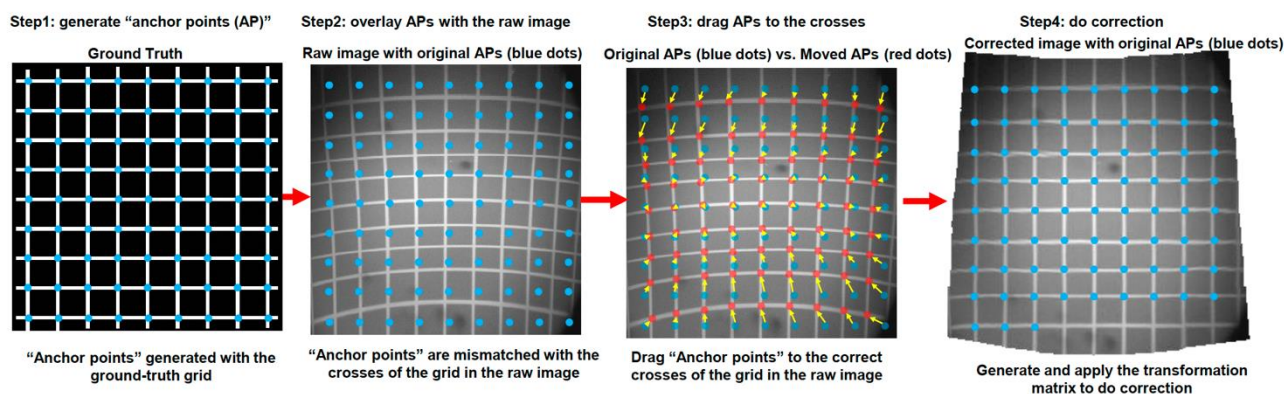 Step1: generate “anchor points (AP)”
Ground Truth
“Anchor points” generated with the
ground-truth grid
Step2: overlay APs with the raw image
Raw image with original APs (blue dots)
“Anchor points” are mismatched with the
crosses of the grid in the raw image
Step3: drag APs to the crosses
Original APs (blue dots) vs. Moved APs (red dots)
Drag “Anchor points” to the correct
crosses of the grid in the raw image
Step4: do correction
Corrected image with original APs (blue dots)
Generate and apply the transformation
matrix to do correction